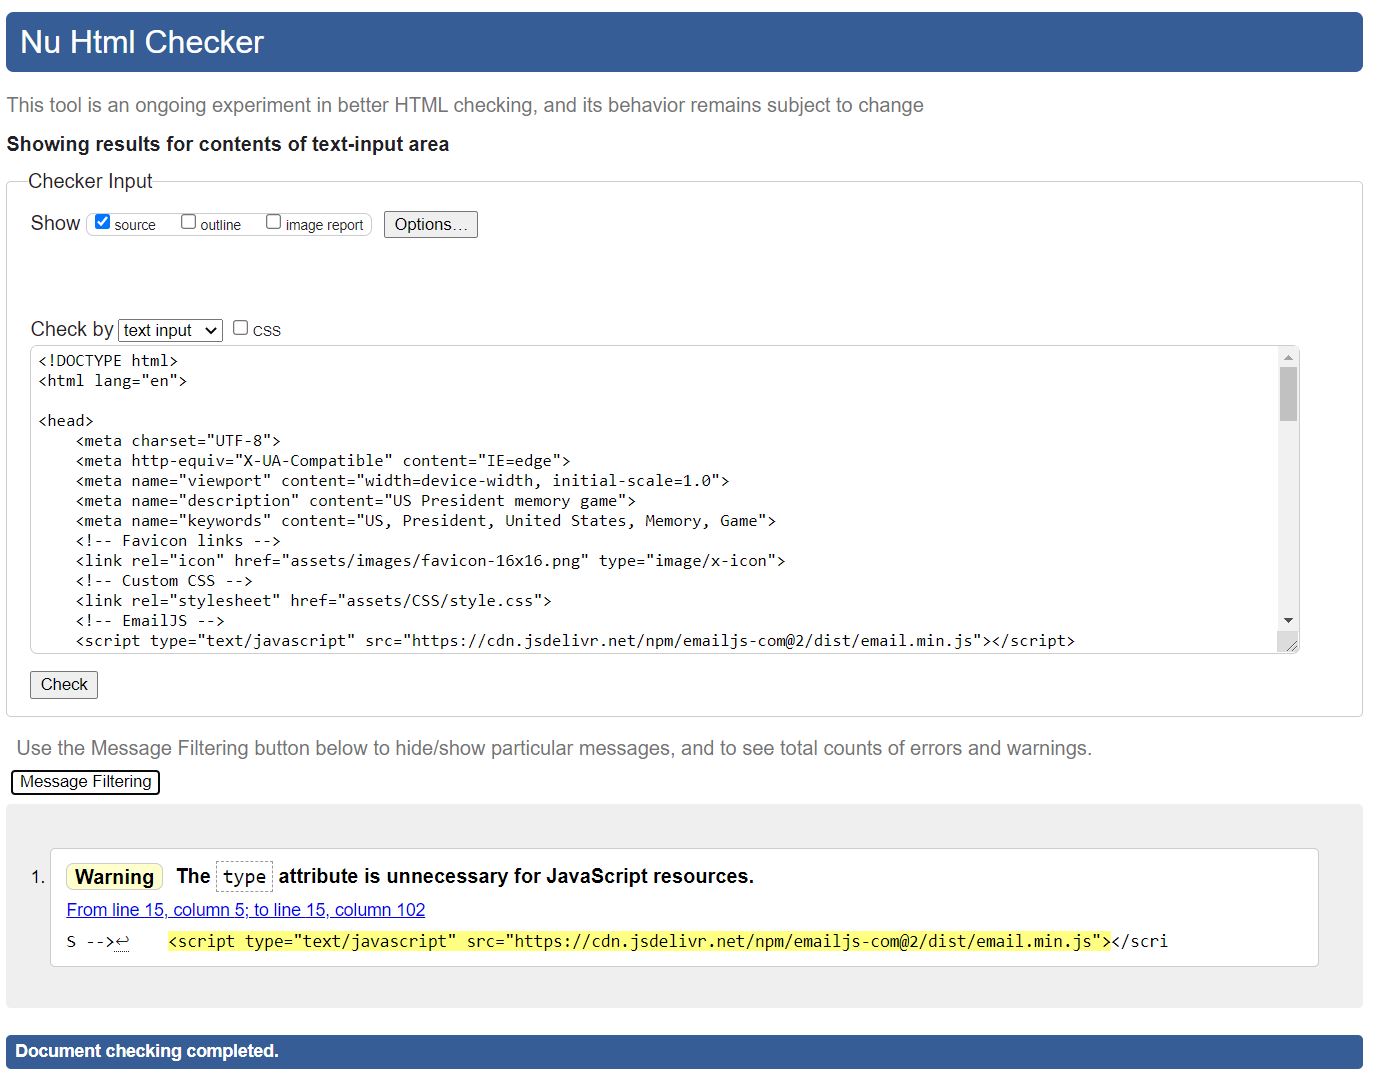 Nu Html Checker
This tool is an ongoing experiment in better HTML checking, and its behavior remains subject to change
Showing results for contents of text-input area
Checker Input
Show source outline image report Options...
Check by text input CSS
<!DOCTYPE html>
<html lang="en">
<head>
    <meta charset="UTF-8">
    <meta http-equiv="X-UA-Compatible" content="IE=edge">
    <meta name="viewport" content="width=device-width, initial-scale=1.0">
    <meta name="description" content="US President memory game">
    <meta name="keywords" content="US, President, United States, Memory, Game">
    <!-- Favicon links -->
    <link rel="icon" href="assets/images/favicon-16x16.png" type="image/x-icon">
    <!-- Custom CSS -->
    <link rel="stylesheet" href="assets/CSS/style.css">
    <!-- EmailJS -->
    <script type="text/javascript" src="https://cdn.jsdelivr.net/npm/emailjs-com@2/dist/email.min.js"></script>
Check
Use the Message Filtering button below to hide/show particular messages, and to see total counts of errors and warnings.
Message Filtering
1. Warning The type attribute is unnecessary for JavaScript resources.
From line 15, column 5; to line 15, column 102
S -->↩    <script type="text/javascript" src="https://cdn.jsdelivr.net/npm/emailjs-com@2/dist/email.min.js"></scri
Document checking completed.